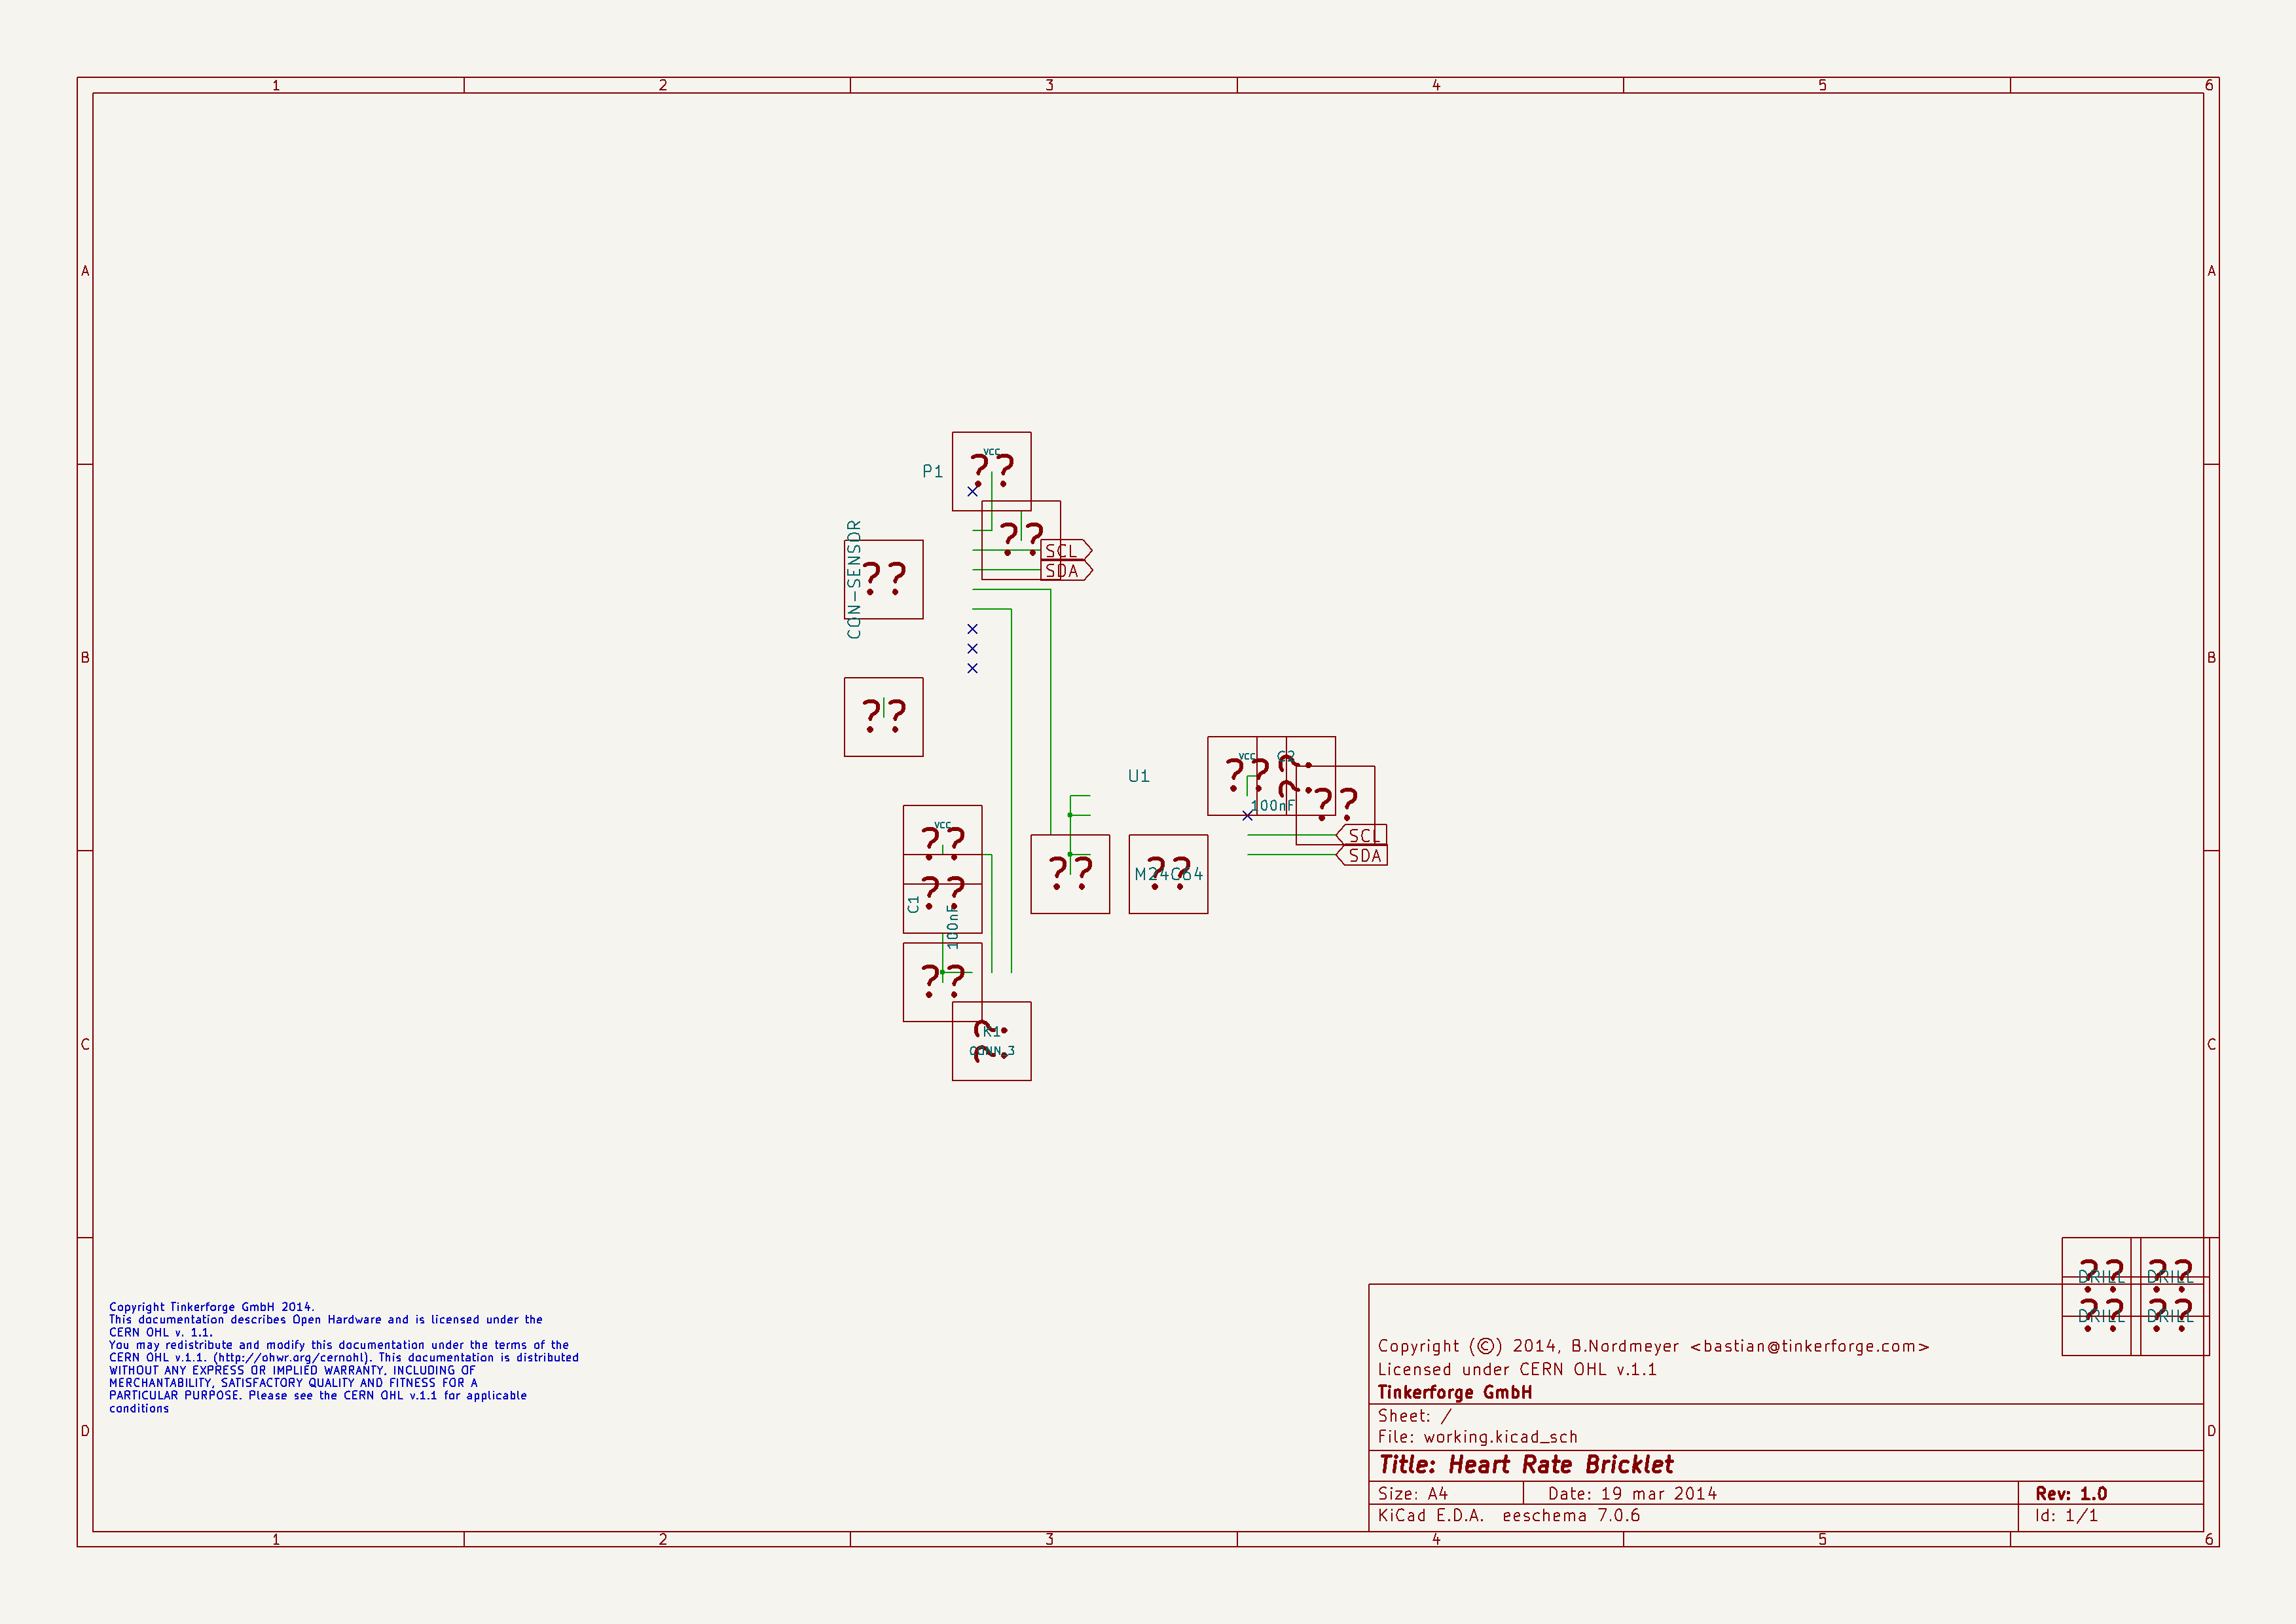 1 2 3 4 5 6
A A
B B
C C
D D
VCC
??
P1
??
SCL
SDA
CON-SENSOR
??
??
U1
VCC
??
C2
??
100nF
??
SCL
SDA
VCC
??
??
C1
100nF
??
??
M24C64
??
K1
CONN_3
??
??
DRILL
??
DRILL
??
DRILL
??
DRILL
Copyright Tinkerforge GmbH 2014.
This documentation describes Open Hardware and is licensed under the
CERN OHL v. 1.1.
You may redistribute and modify this documentation under the terms of the
CERN OHL v.1.1. (http://ohwr.org/cernohl). This documentation is distributed
WITHOUT ANY EXPRESS OR IMPLIED WARRANTY, INCLUDING OF
MERCHANTABILITY, SATISFACTORY QUALITY AND FITNESS FOR A
PARTICULAR PURPOSE. Please see the CERN OHL v.1.1 for applicable
conditions
Copyright (©) 2014, B.Nordmeyer <bastian@tinkerforge.com>
Licensed under CERN OHL v.1.1
Tinkerforge GmbH
Sheet: /
File: working.kicad_sch
Title: Heart Rate Bricklet
Size: A4 Date: 19 mar 2014 Rev: 1.0
KiCad E.D.A. eeschema 7.0.6 Id: 1/1
1 2 3 4 5 6